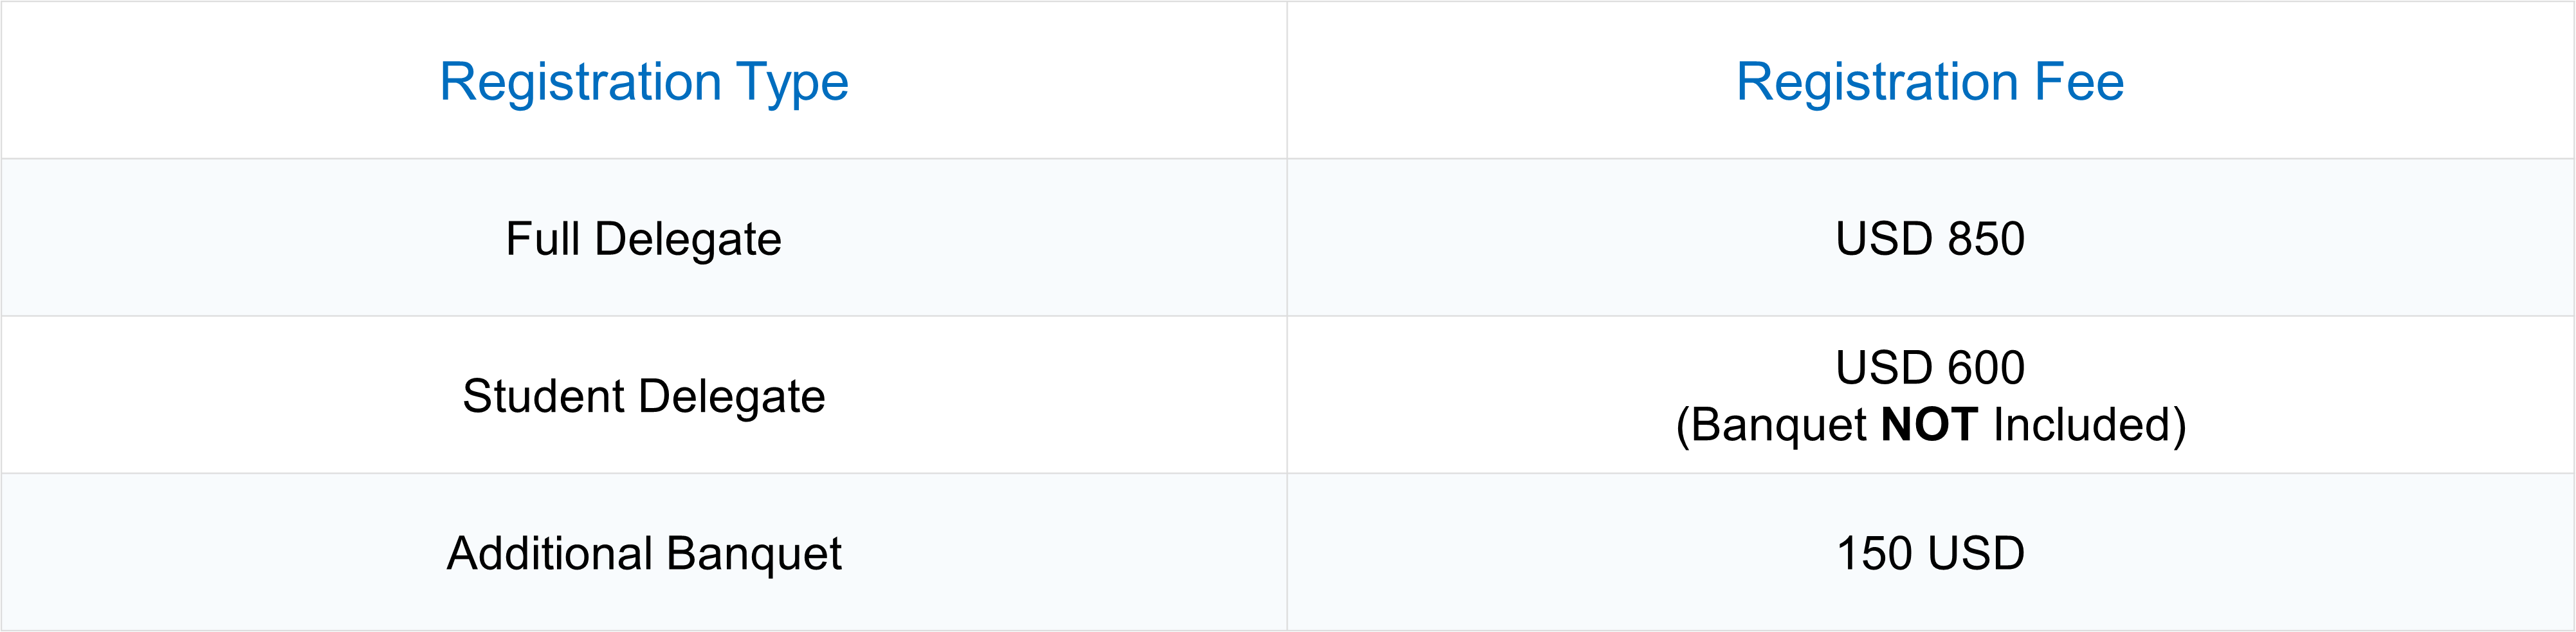 Registration Type
Registration Fee
Full Delegate
USD 850
Student Delegate
USD 600
(Banquet NOT Included)
Additional Banquet
150 USD